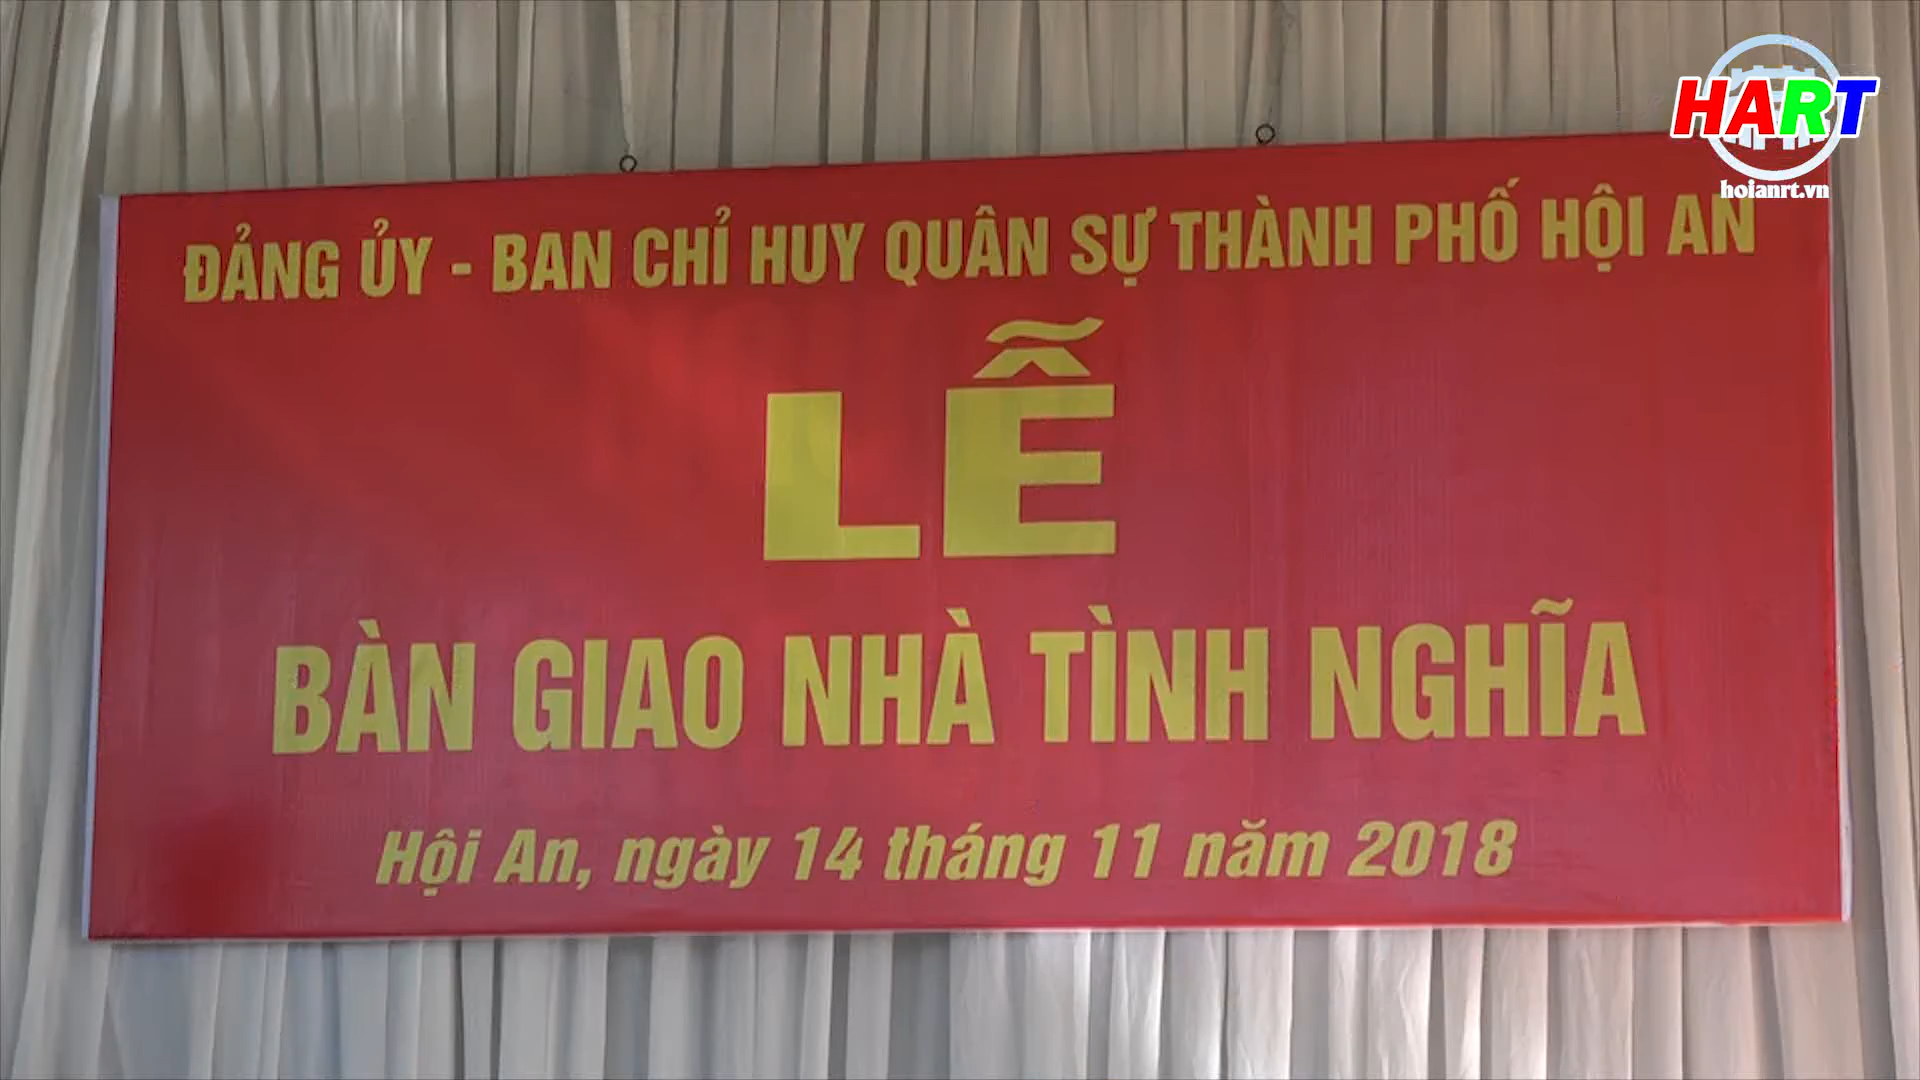 HART
hoianrt.vn
ĐẢNG ỦY - BAN CHỈ HUY QUÂN SỰ THÀNH PHỐ HỘI AN
LỄ
BÀN GIAO NHÀ TÌNH NGHĨA
Hội An, ngày 14 tháng 11 năm 2018